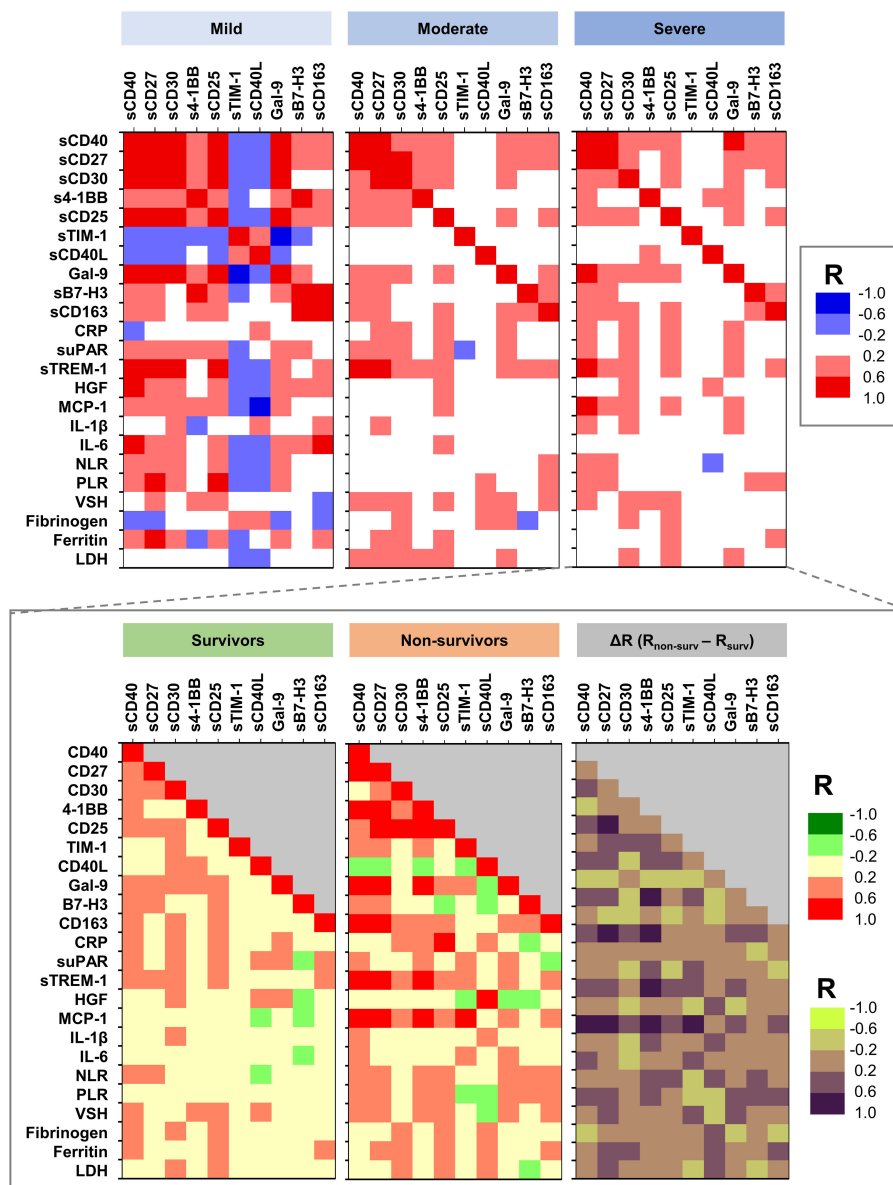 Mild Moderate Severe
sCD40 sCD27 sCD30 s4-1BB sCD25 sTIM-1 sCD40L Gal-9 sB7-H3 sCD163 sCD40 sCD27 sCD30 s4-1BB sCD25 sTIM-1 sCD40L Gal-9 sB7-H3 sCD163 sCD40 sCD27 sCD30 s4-1BB sCD25 sTIM-1 sCD40L Gal-9 sB7-H3 sCD163
sCD40
sCD27
sCD30
s4-1BB
sCD25
sTIM-1
sCD40L
Gal-9
sB7-H3
sCD163
CRP
suPAR
sTREM-1
HGF
MCP-1
IL-1β
IL-6
NLR
PLR
VSH
Fibrinogen
Ferritin
LDH
R
-1.0
-0.6
-0.2
0.2
0.6
1.0
Survivors Non-survivors ΔR (Rnon-surv – Rsurv)
sCD40 sCD27 sCD30 s4-1BB sCD25 sTIM-1 sCD40L Gal-9 sB7-H3 sCD163 sCD40 sCD27 sCD30 s4-1BB sCD25 sTIM-1 sCD40L Gal-9 sB7-H3 sCD163 sCD40 sCD27 sCD30 s4-1BB sCD25 sTIM-1 sCD40L Gal-9 sB7-H3 sCD163
CD40
CD27
CD30
4-1BB
CD25
TIM-1
CD40L
Gal-9
B7-H3
CD163
CRP
suPAR
sTREM-1
HGF
MCP-1
IL-1β
IL-6
NLR
PLR
VSH
Fibrinogen
Ferritin
LDH
R
-1.0
-0.6
-0.2
0.2
0.6
1.0
R
-1.0
-0.6
-0.2
0.2
0.6
1.0